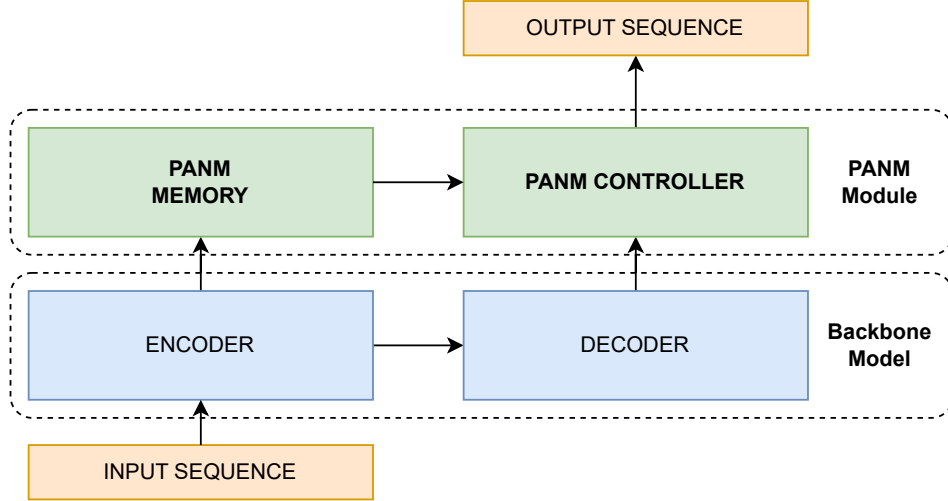 OUTPUT SEQUENCE
PANM
MEMORY
PANM CONTROLLER
PANM
Module
ENCODER
DECODER
Backbone
Model
INPUT SEQUENCE